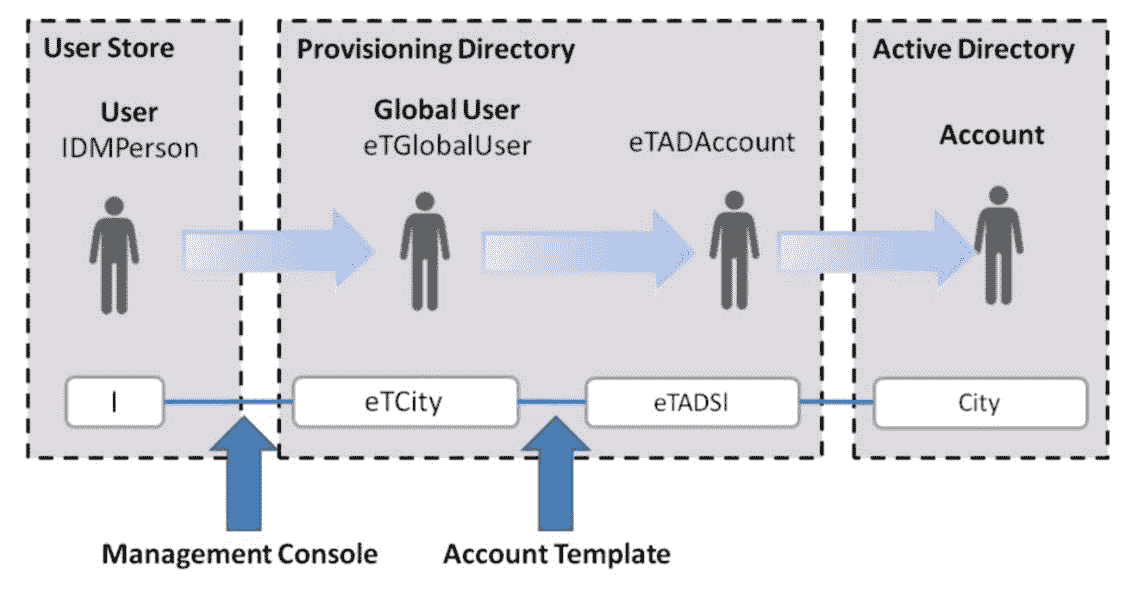 User Store
Provisioning Directory
Active Directory
User
IDMPerson
Global User
eTGlobalUser
eTADAccount
Account
l
eTCity
eTADSl
City
Management Console
Account Template